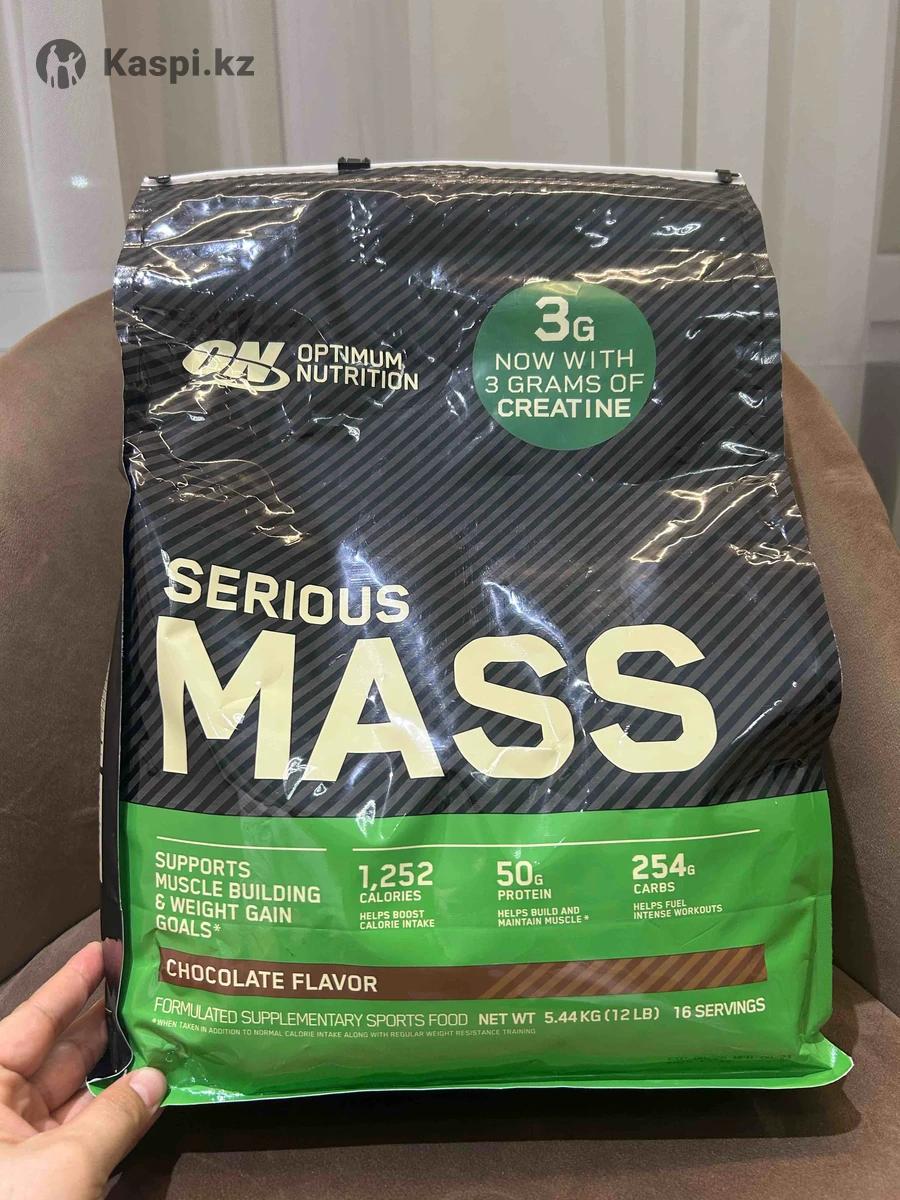 Kaspi.kz
ON
OPTIMUM
NUTRITION
3G
NOW WITH
3 GRAMS OF
CREATINE
SERIOUS
MASS
SUPPORTS
MUSCLE BUILDING
& WEIGHT GAIN
GOALS*
1,252
CALORIES
HELPS BOOST
CALORIE INTAKE
50G
PROTEIN
HELPS BUILD AND
MAINTAIN MUSCLE*
254G
CARBS
HELPS FUEL
INTENSE WORKOUTS
CHOCOLATE FLAVOR
FORMULATED SUPPLEMENTARY SPORTS FOOD NET WT 5.44 KG (12 LB) 16 SERVINGS
*WHEN TAKEN IN ADDITION TO NORMAL CALORIE INTAKE ALONG WITH REGULAR WEIGHT RESISTANCE TRAINING